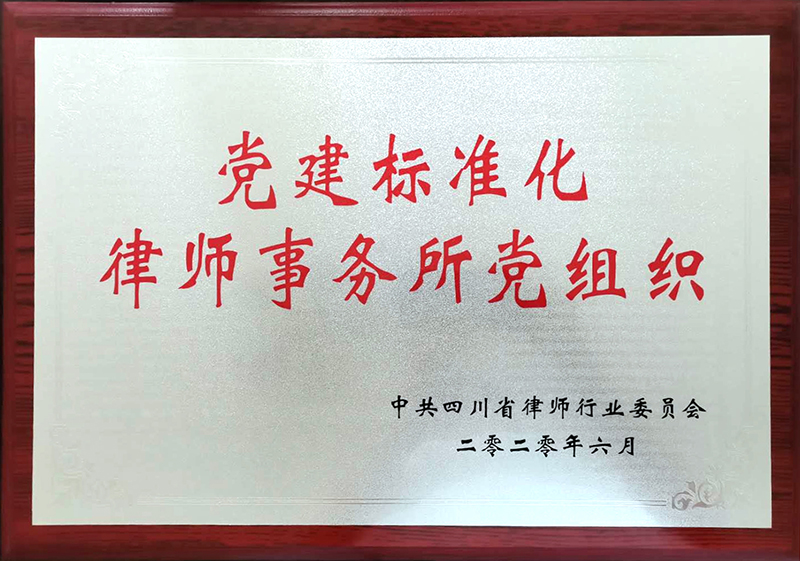 党建标准化
律师事务所党组织
中共四川省律师行业委员会
二零二零年六月